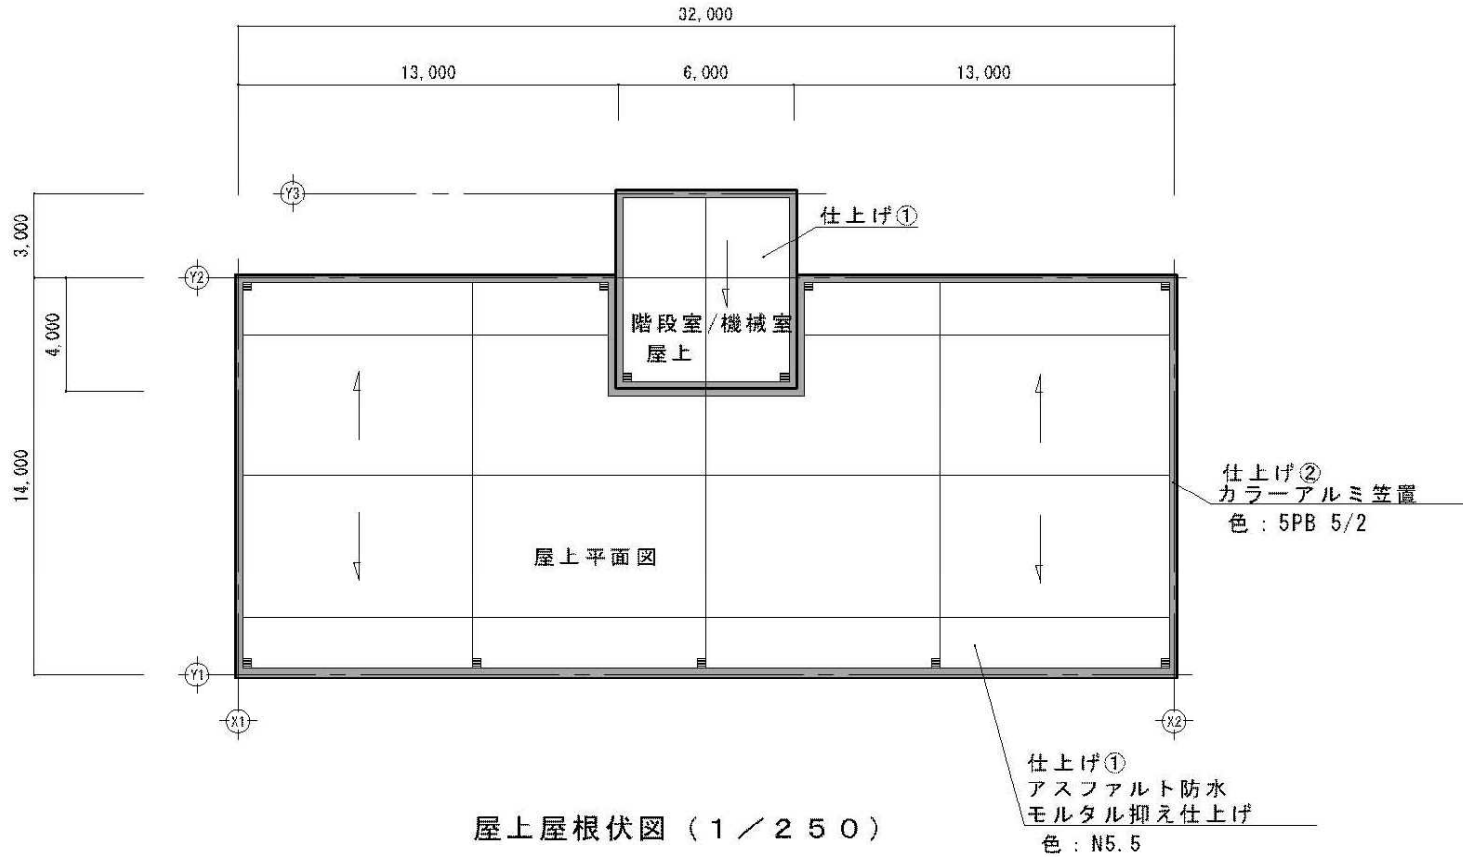 32,000
13,000
6,000
13,000
Y3
3,000
仕上げ①
Y2
4,000
階段室/機械室
屋上
14,000
仕上げ②
カラーアルミ笠置
色：5PB 5/2
屋上平面図
Y1
X1
X2
仕上げ①
アスファルト防水
モルタル抑え仕上げ
色：N5.5
屋上屋根伏図（１／２５０）